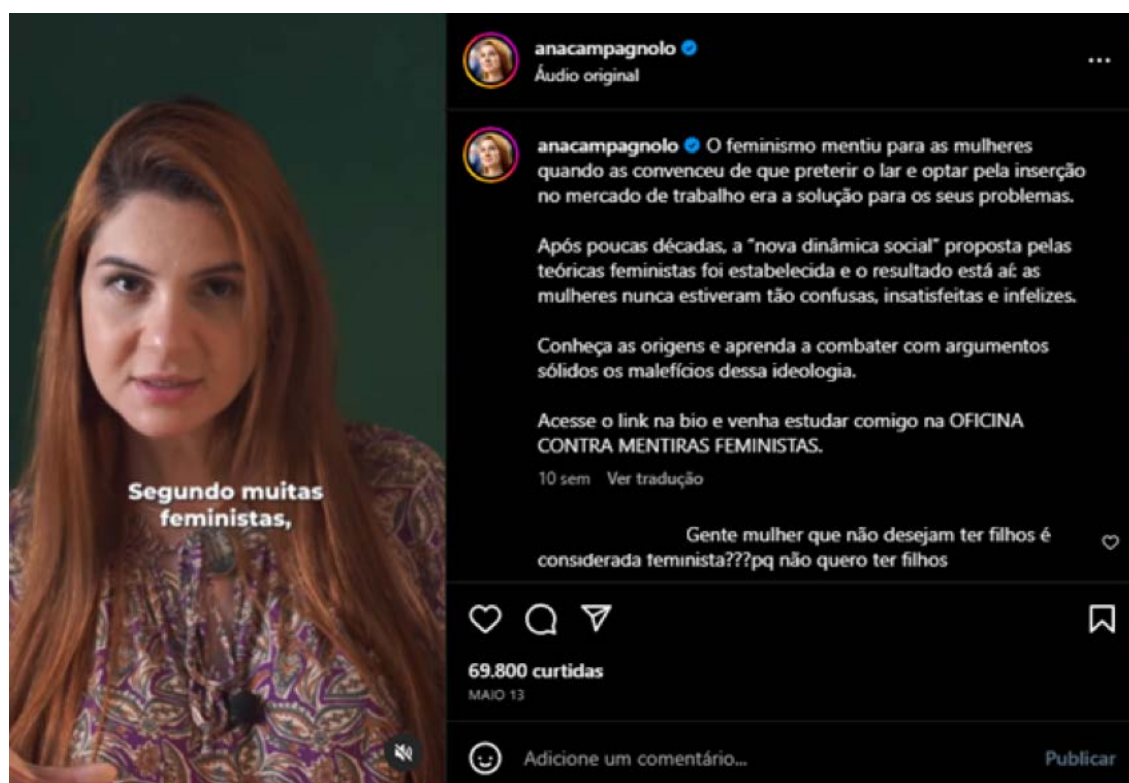 anacampagnolo
Áudio original
anacampagnolo O feminismo mentiu para as mulheres
quando as convenceu de que preterir o lar e optar pela inserção
no mercado de trabalho era a solução para os seus problemas.
Após poucas décadas, a “nova dinâmica social” proposta pelas
teóricas feministas foi estabelecida e o resultado está aí: as
mulheres nunca estiveram tão confusas, insatisfeitas e infelizes.
Conheça as origens e aprenda a combater com argumentos
sólidos os malefícios dessa ideologia.
Acesse o link na bio e venha estudar comigo na OFICINA
CONTRA MENTIRAS FEMINISTAS.
10 sem Ver tradução
Gente mulher que não desejam ter filhos é
considerada feminista???pq não quero ter filhos
69.800 curtidas
MAIO 13
Adicione um comentário... Publicar
Segundo muitas
feministas,